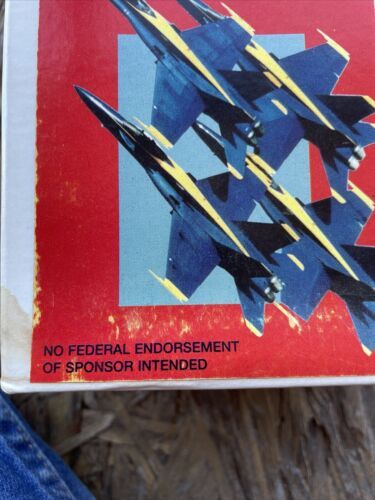 NO FEDERAL ENDORSEMENT
OF SPONSOR INTENDED